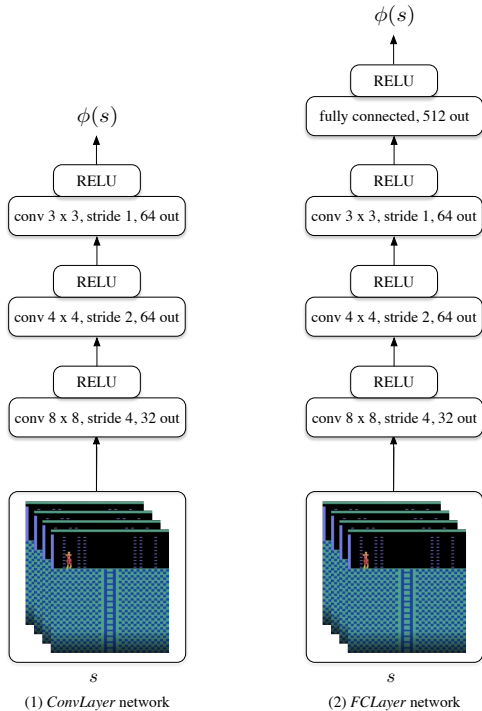 ϕ(s)
RELU
conv 3 x 3, stride 1, 64 out
RELU
conv 4 x 4, stride 2, 64 out
RELU
conv 8 x 8, stride 4, 32 out
s
(1) ConvLayer network
ϕ(s)
RELU
fully connected, 512 out
RELU
conv 3 x 3, stride 1, 64 out
RELU
conv 4 x 4, stride 2, 64 out
RELU
conv 8 x 8, stride 4, 32 out
s
(2) FCLayer network